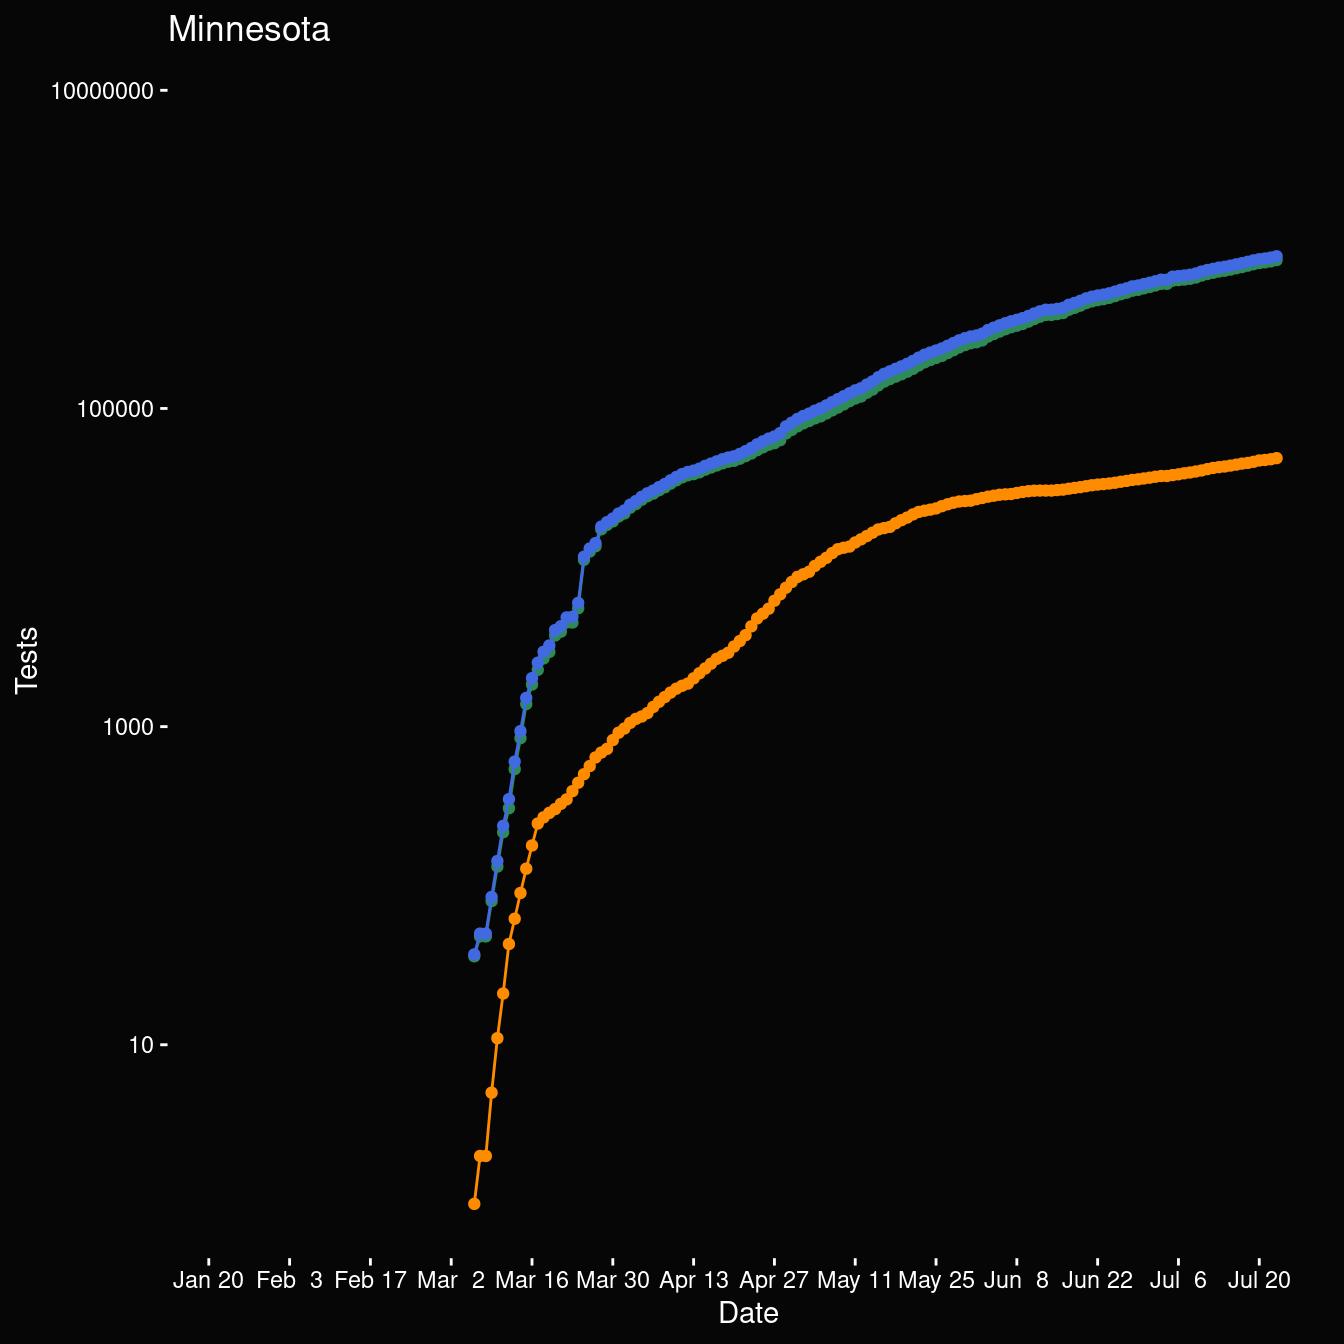 Minnesota
10000000
100000
1000
10
Tests
Jan 20 Feb  3 Feb 17 Mar  2 Mar 16 Mar 30 Apr 13 Apr 27 May 11 May 25 Jun  8 Jun 22 Jul  6 Jul 20
Date